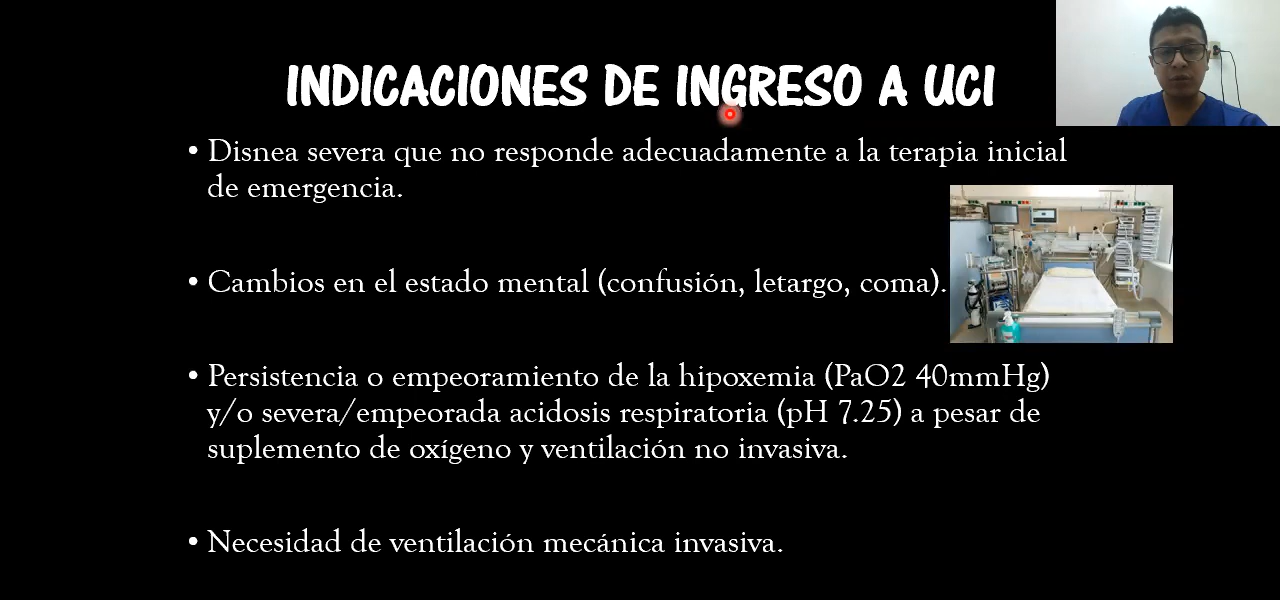 INDICACIONES DE INGRESO A UCI
• Disnea severa que no responde adecuadamente a la terapia inicial
de emergencia.
• Cambios en el estado mental (confusión, letargo, coma).
• Persistencia o empeoramiento de la hipoxemia (PaO2 40mmHg)
y/o severa/empeorada acidosis respiratoria (pH 7.25) a pesar de
suplemento de oxígeno y ventilación no invasiva.
• Necesidad de ventilación mecánica invasiva.